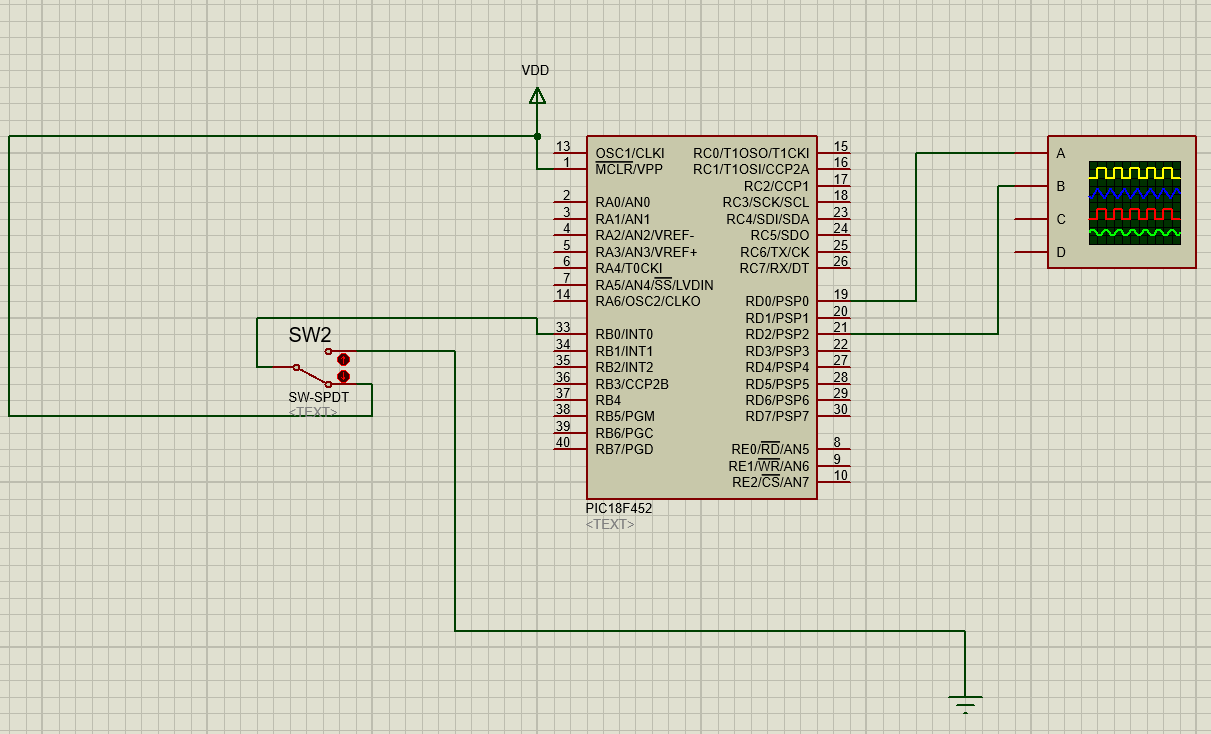 VDD
13 OSC1/CLKI RC0/T1OSO/T1CKI 15
1 MCLR/VPP RC1/T1OSI/CCP2A 16
RC2/CCP1 17
2 RA0/AN0 RC3/SCK/SCL 18
3 RA1/AN1 RC4/SDI/SDA 23
4 RA2/AN2/VREF- RC5/SDO 24
5 RA3/AN3/VREF+ RC6/TX/CK 25
6 RA4/T0CKI RC7/RX/DT 26
7 RA5/AN4/SS/LVDIN
14 RA6/OSC2/CLKO RD0/PSP0 19
RD1/PSP1 20
33 RB0/INT0 RD2/PSP2 21
34 RB1/INT1 RD3/PSP3 22
35 RB2/INT2 RD4/PSP4 27
36 RB3/CCP2B RD5/PSP5 28
37 RB4 RD6/PSP6 29
38 RB5/PGM RD7/PSP7 30
39 RB6/PGC
40 RB7/PGD RE0/RD/AN5 8
RE1/WR/AN6 9
RE2/CS/AN7 10
PIC18F452
<TEXT>
SW2
SW-SPDT
<TEXT>
A
B
C
D